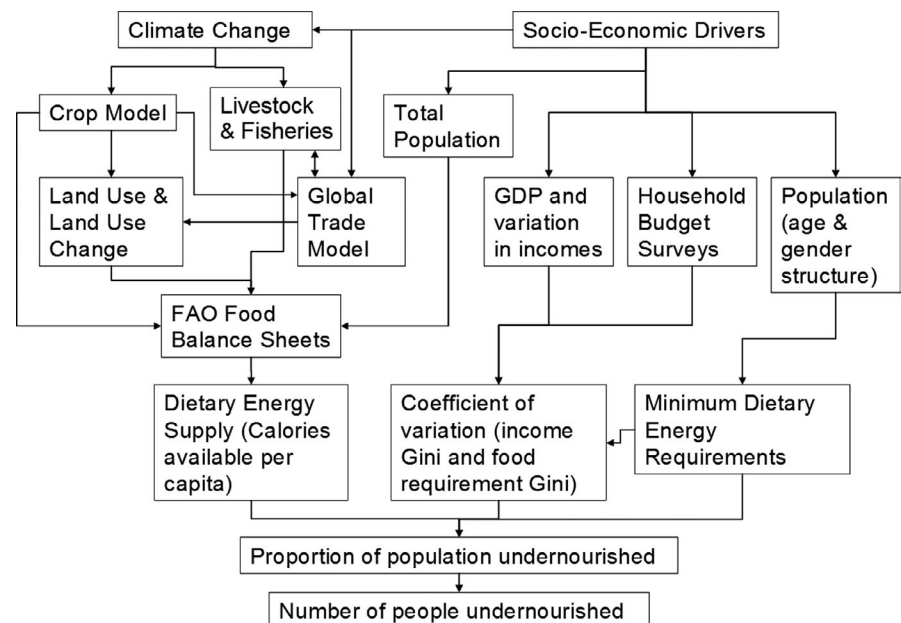 Climate Change
Socio-Economic Drivers
Crop Model
Livestock
& Fisheries
Total
Population
Land Use &
Land Use
Change
Global
Trade
Model
GDP and
variation
in incomes
Household
Budget
Surveys
Population
(age &
gender
structure)
FAO Food
Balance Sheets
Dietary Energy
Supply (Calories
available per
capita)
Coefficient of
variation (income
Gini and food
requirement Gini)
Minimum Dietary
Energy
Requirements
Proportion of population undernourished
Number of people undernourished